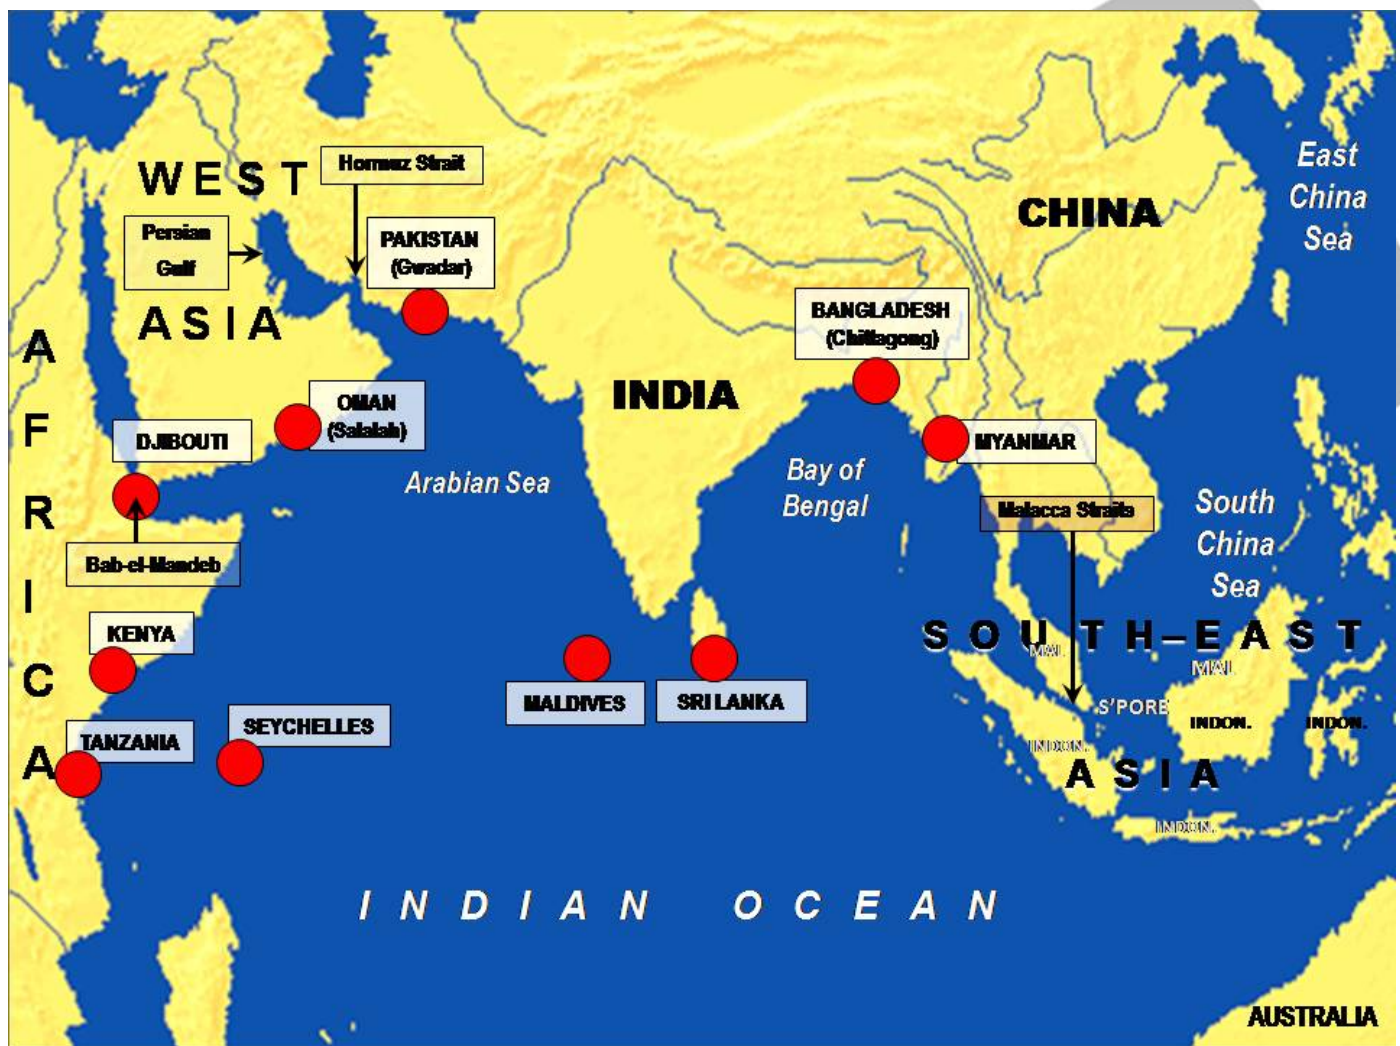 WEST
Hormuz Strait
East
China
Sea
CHINA
Persian
Gulf
PAKISTAN
(Gwadar)
ASIA
BANGLADESH
(Chittagong)
AFRICA
INDIA
OMAN
(Salalah)
DJIBOUTI
MYANMAR
Arabian Sea
Bay of
Bengal
Malacca Straits
South
China
Sea
Bab-el-Mandeb
KENYA
SOUTH-EAST
MAL.
MAL.
MALDIVES
SRI LANKA
S'PORE
SEYCHELLES
TANZANIA
INDON.
INDON.
INDON.
ASIA
INDON.
INDIAN OCEAN
AUSTRALIA